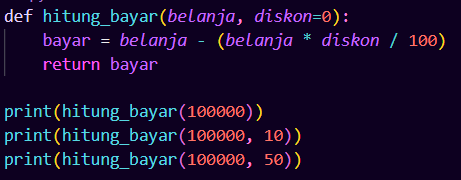 def hitung_bayar(belanja, diskon=0):
    bayar = belanja - (belanja * diskon / 100)
    return bayar

print(hitung_bayar(100000))
print(hitung_bayar(100000, 10))
print(hitung_bayar(100000, 50))